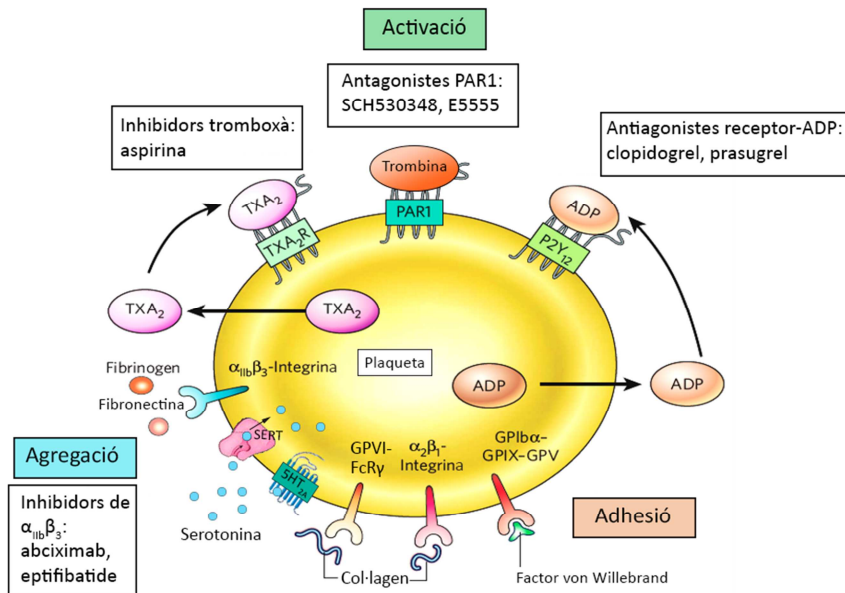 Activació
Antagonistes PAR1:
SCH530348, E5555
Inhibidors tromboxà:
aspirina
Antiagonistes receptor-ADP:
clopidogrel, prasugrel
Trombina
PAR1
TXA₂
TXA₂R
ADP
P2Y₁₂
TXA₂
TXA₂
Plaqueta
ADP
ADP
αIIbβ₃-Integrina
Fibrinogen
Fibronectina
SERT
5HT₂A
Serotonina
GPVI-
FcRγ
α₂β₁-
Integrina
GPIbα–
GPIX–GPV
Agregació
Inhibidors de
αIIbβ₃:
abciximab,
eptifibatide
Adhesió
Col·lagen
Factor von Willebrand